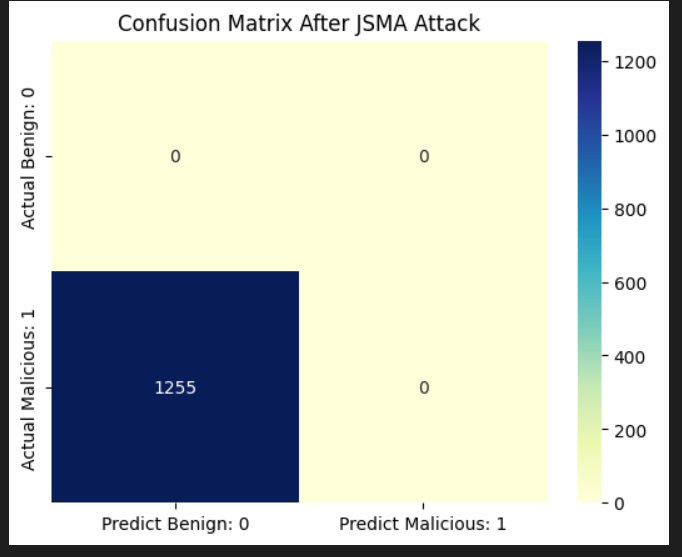 Confusion Matrix After JSMA Attack
Actual Benign: 0
0 0
Actual Malicious: 1
1255 0
Predict Benign: 0 Predict Malicious: 1
1200
1000
800
600
400
200
0